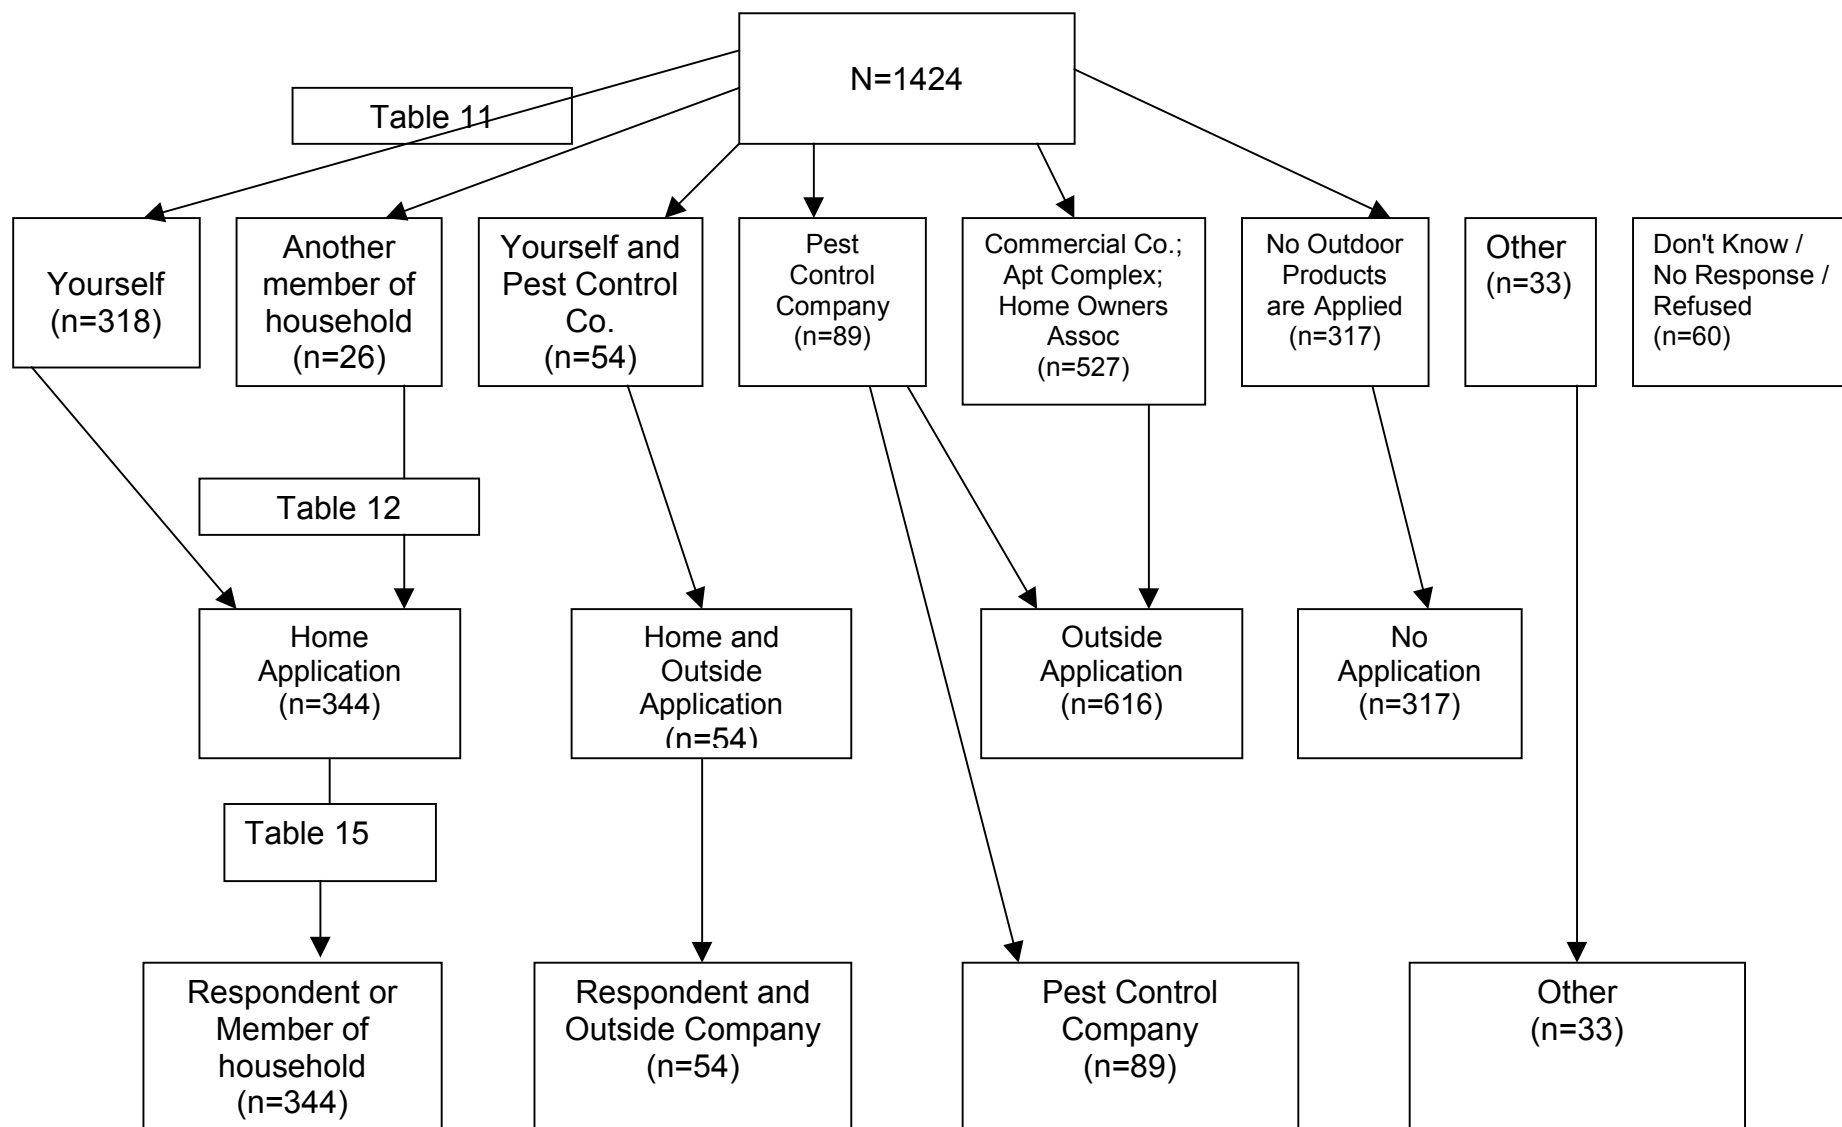 N=1424
Table 11
Yourself
(n=318)
Another
member of
household
(n=26)
Yourself and
Pest Control
Co.
(n=54)
Pest
Control
Company
(n=89)
Commercial Co.;
Apt Complex;
Home Owners
Assoc
(n=527)
No Outdoor
Products
are Applied
(n=317)
Other
(n=33)
Don't Know /
No Response /
Refused
(n=60)
Table 12
Home
Application
(n=344)
Home and
Outside
Application
(n=54)
Outside
Application
(n=616)
No
Application
(n=317)
Table 15
Respondent or
Member of
household
(n=344)
Respondent and
Outside Company
(n=54)
Pest Control
Company
(n=89)
Other
(n=33)